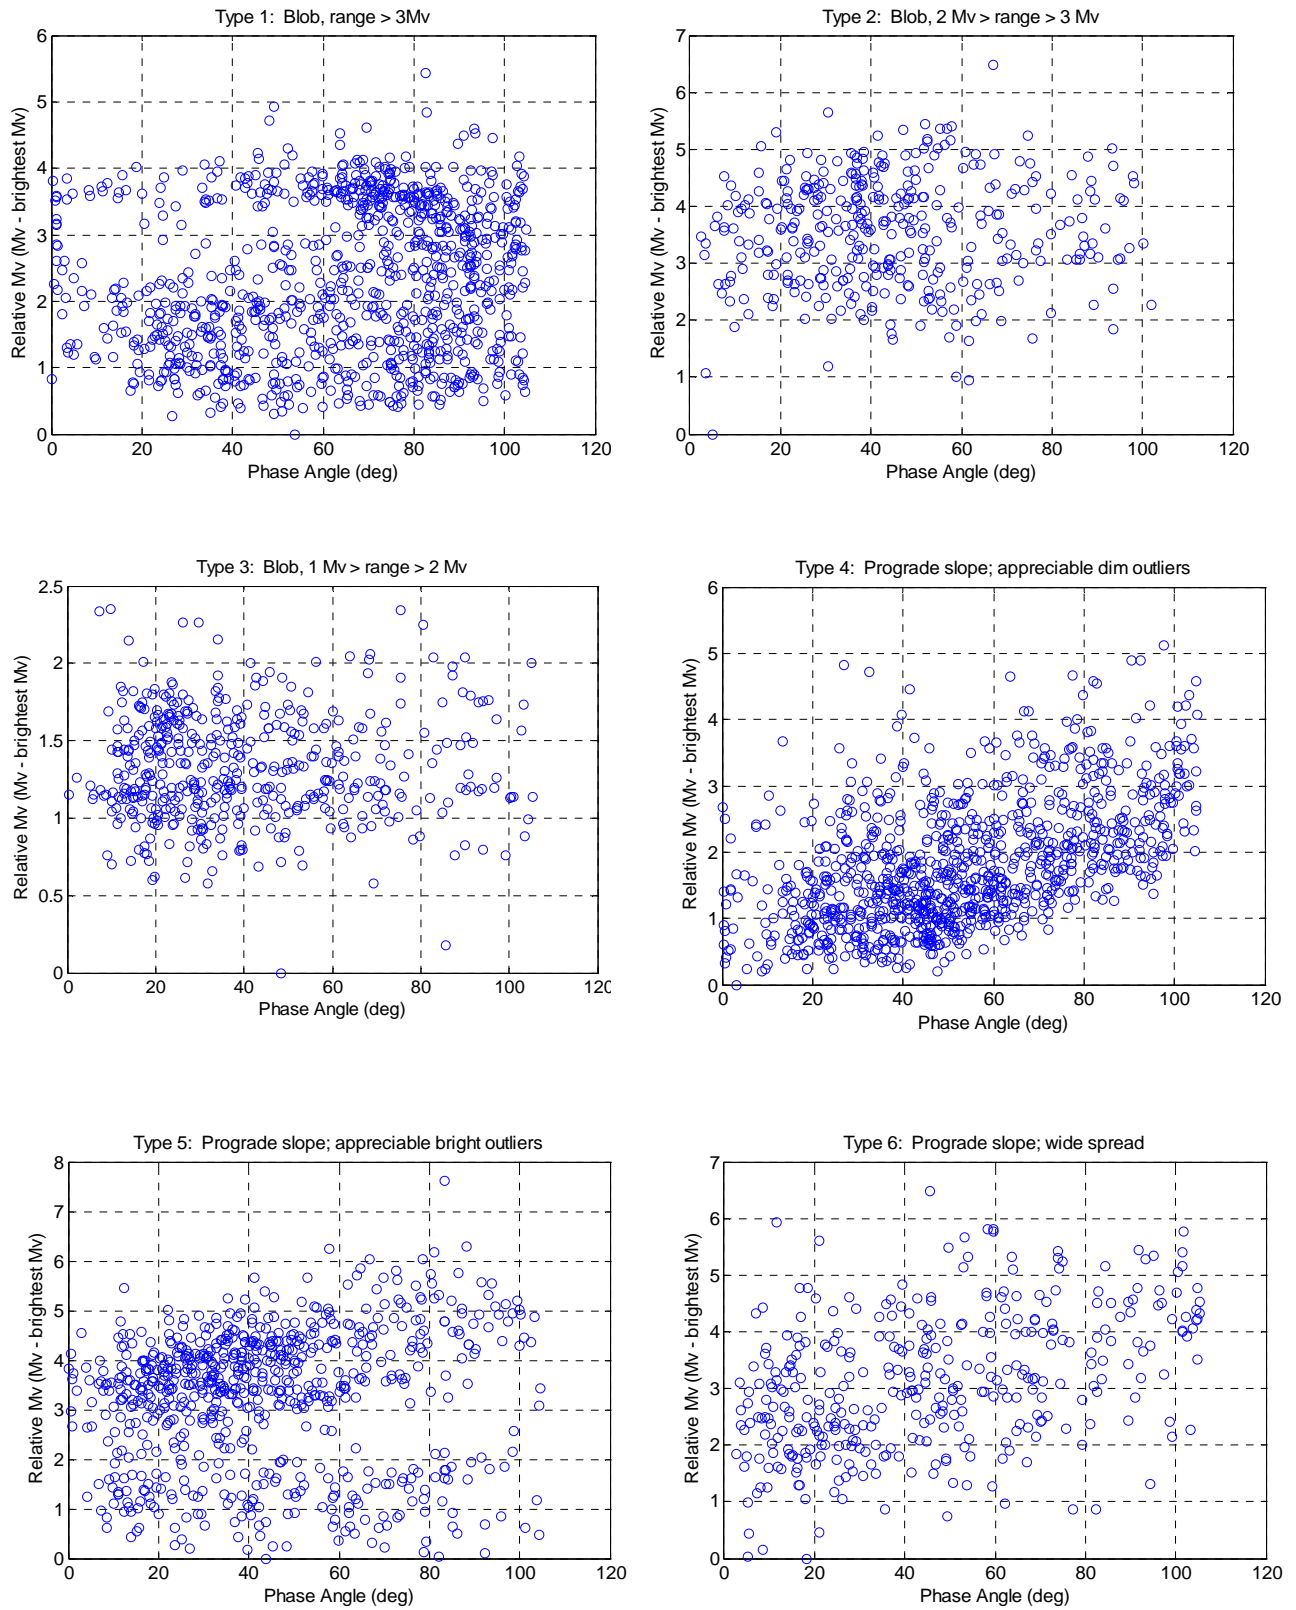 Type 1: Blob, range > 3Mv
6
5
4
3
2
1
0
0 20 40 60 80 100 120
Relative Mv (Mv - brightest Mv)
Phase Angle (deg)
Type 2: Blob, 2 Mv > range > 3 Mv
7
6
5
4
3
2
1
0
0 20 40 60 80 100 120
Relative Mv (Mv - brightest Mv)
Phase Angle (deg)
Type 3: Blob, 1 Mv > range > 2 Mv
2.5
2
1.5
1
0.5
0
0 20 40 60 80 100 120
Relative Mv (Mv - brightest Mv)
Phase Angle (deg)
Type 4: Prograde slope; appreciable dim outliers
6
5
4
3
2
1
0
0 20 40 60 80 100 120
Relative Mv (Mv - brightest Mv)
Phase Angle (deg)
Type 5: Prograde slope; appreciable bright outliers
8
7
6
5
4
3
2
1
0
0 20 40 60 80 100 120
Relative Mv (Mv - brightest Mv)
Phase Angle (deg)
Type 6: Prograde slope; wide spread
7
6
5
4
3
2
1
0
0 20 40 60 80 100 120
Relative Mv (Mv - brightest Mv)
Phase Angle (deg)